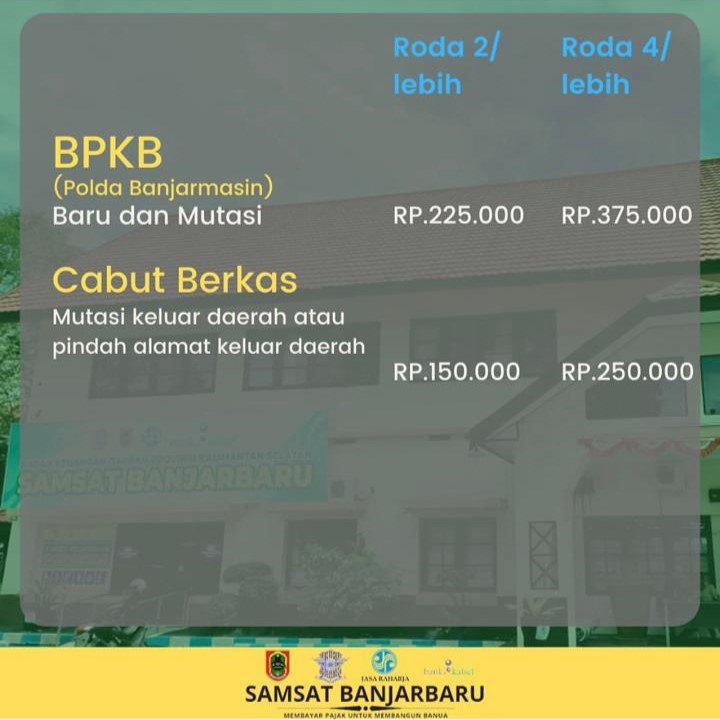 Roda 2/
lebih
Roda 4/
lebih
BPKB
(Polda Banjarmasin)
Baru dan Mutasi
RP.225.000
RP.375.000
Cabut Berkas
Mutasi keluar daerah atau
pindah alamat keluar daerah
RP.150.000
RP.250.000
SAMSAT BANJARBARU
JASA RAHARJA
bank kalsel
SAMSAT BANJARBARU
MEMBAYAR PAJAK UNTUK MEMBANGUN BANUA